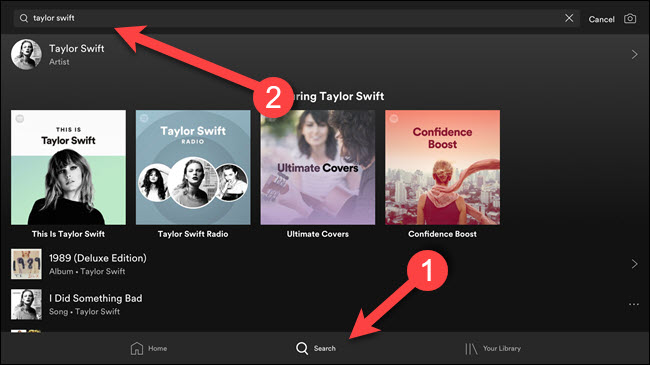 taylor swift
Cancel
Taylor Swift
Artist
2
uring Taylor Swift
THIS IS
Taylor Swift
Taylor Swift
RADIO
Ultimate Covers
Confidence
Boost
This Is Taylor Swift
Taylor Swift Radio
Ultimate Covers
Confidence Boost
1989 (Deluxe Edition)
Album • Taylor Swift
1
I Did Something Bad
Song • Taylor Swift
Home
Search
Your Library